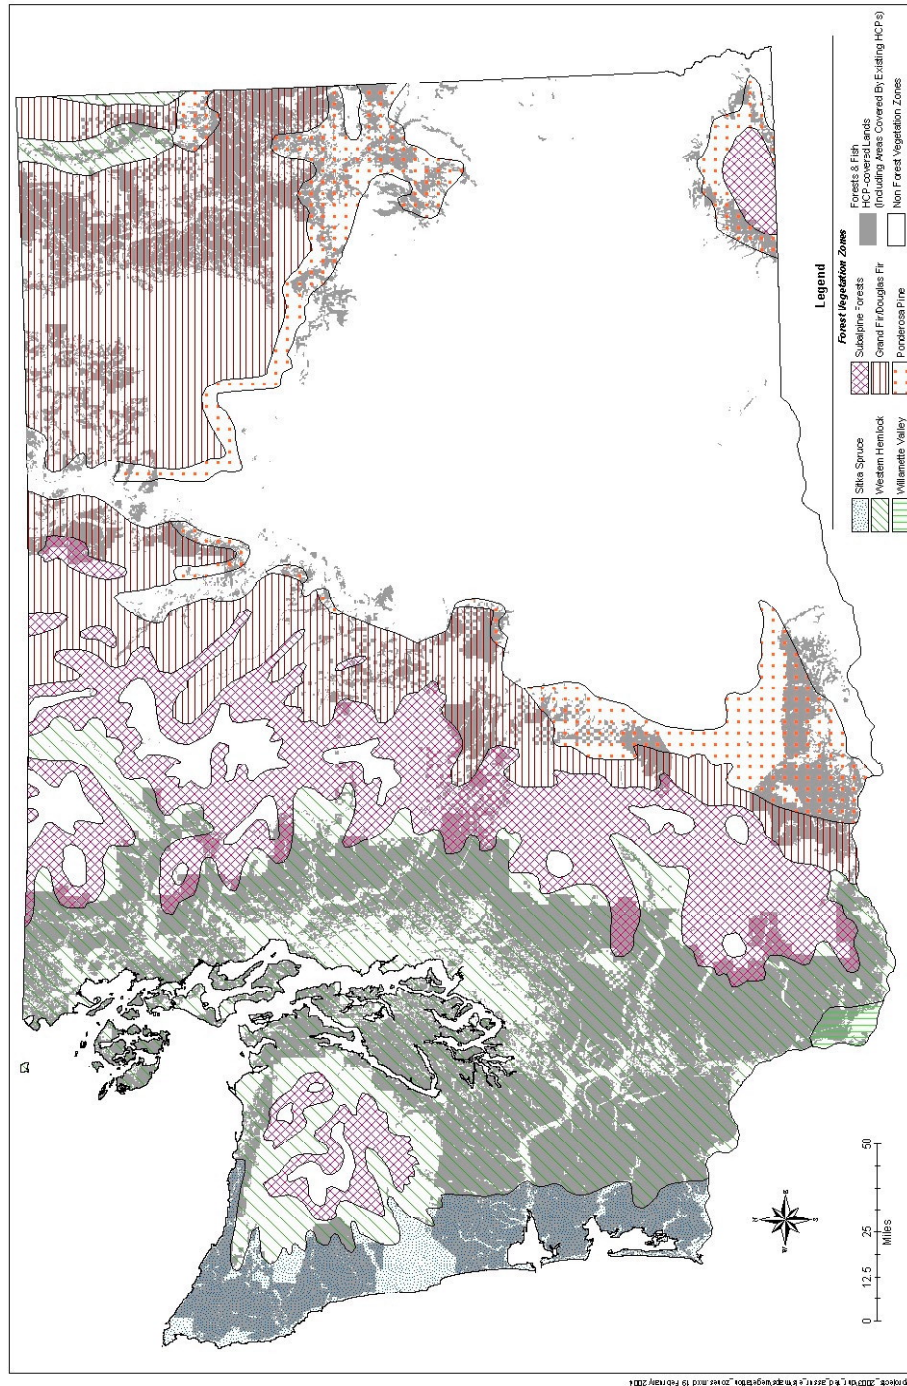 Legend
Forest Vegetation Zones
Sitka Spruce
Western Hemlock
Willamette Valley
Subalpine Forests
Grand Fir/Douglas Fir
Ponderosa Pine
Forests & Fish
HCP-covered Lands
(Including Areas Covered By Existing HCPs)
Non Forest Vegetation Zones
0 12.5 25 50
Miles
N
W E
S